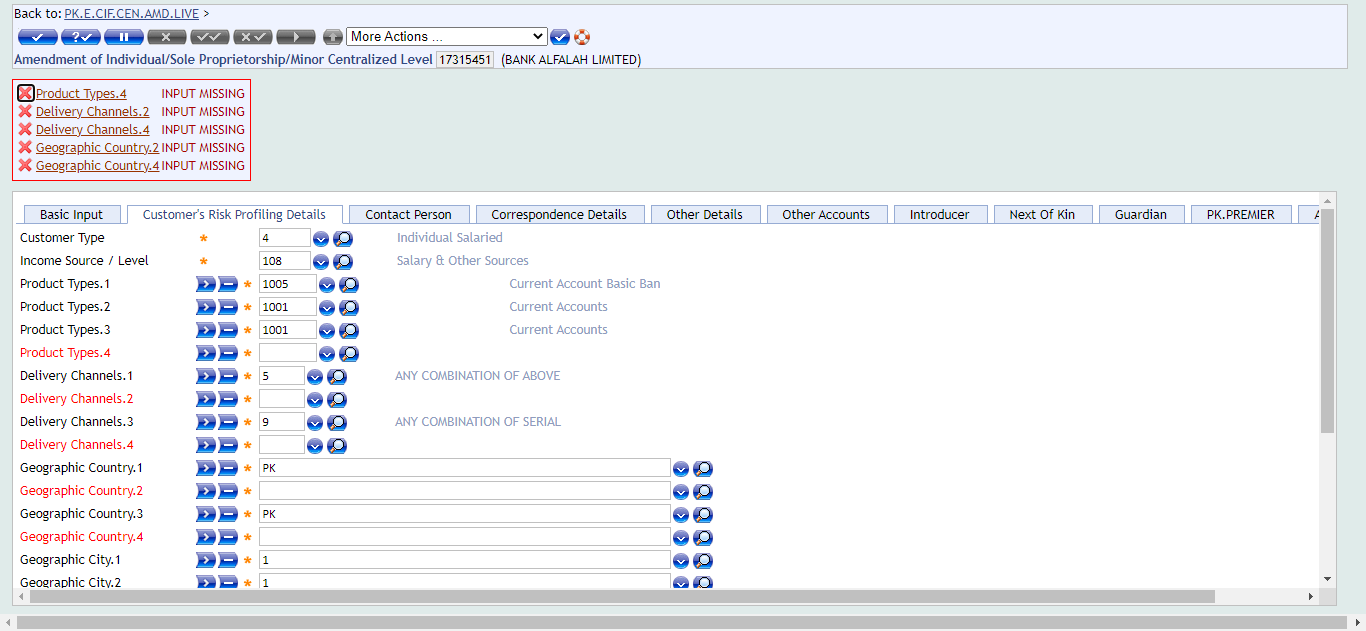 Back to: PK.E.CIF.CEN.AMD.LIVE >
More Actions ...
Amendment of Individual/Sole Proprietorship/Minor Centralized Level 17315451 (BANK ALFALAH LIMITED)
Product Types.4 INPUT MISSING
Delivery Channels.2 INPUT MISSING
Delivery Channels.4 INPUT MISSING
Geographic Country.2 INPUT MISSING
Geographic Country.4 INPUT MISSING
Basic Input Customer's Risk Profiling Details Contact Person Correspondence Details Other Details Other Accounts Introducer Next Of Kin Guardian PK.PREMIER
Customer Type * 4 Individual Salaried
Income Source / Level * 108 Salary & Other Sources
Product Types.1 * 1005 Current Account Basic Ban
Product Types.2 * 1001 Current Accounts
Product Types.3 * 1001 Current Accounts
Product Types.4 *
Delivery Channels.1 * 5 ANY COMBINATION OF ABOVE
Delivery Channels.2 *
Delivery Channels.3 * 9 ANY COMBINATION OF SERIAL
Delivery Channels.4 *
Geographic Country.1 * PK
Geographic Country.2 *
Geographic Country.3 * PK
Geographic Country.4 *
Geographic City.1 * 1
Geographic City.2 * 1